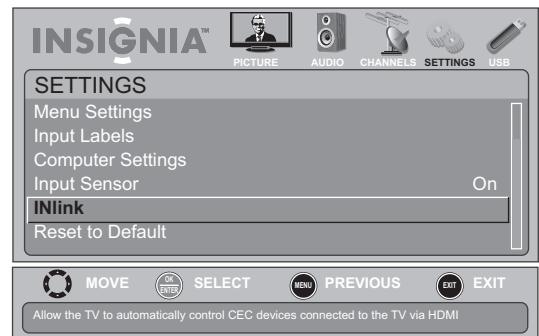 INSIGNIA™
PICTURE AUDIO CHANNELS SETTINGS USB
SETTINGS
Menu Settings
Input Labels
Computer Settings
Input Sensor On
INlink
Reset to Default
MOVE OK ENTER SELECT MENU PREVIOUS EXIT EXIT
Allow the TV to automatically control CEC devices connected to the TV via HDMI